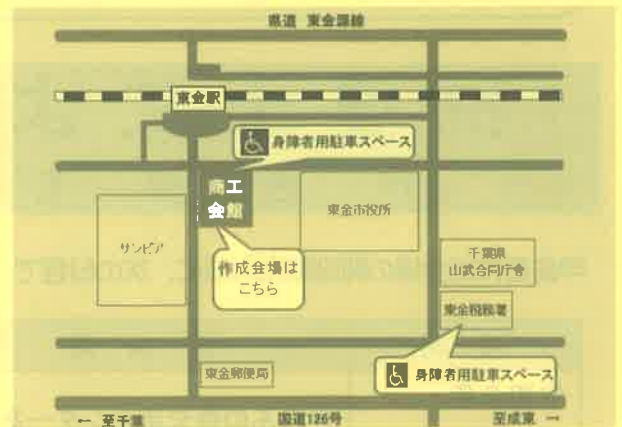 県道 東金源線
東金駅
身障者用駐車スペース
商工
会館
東金市役所
サンピア
作成会場は
こちら
千葉県
山武合同庁舎
東金税務署
東金郵便局
身障者用駐車スペース
← 至千葉
国道126号
至成東 →